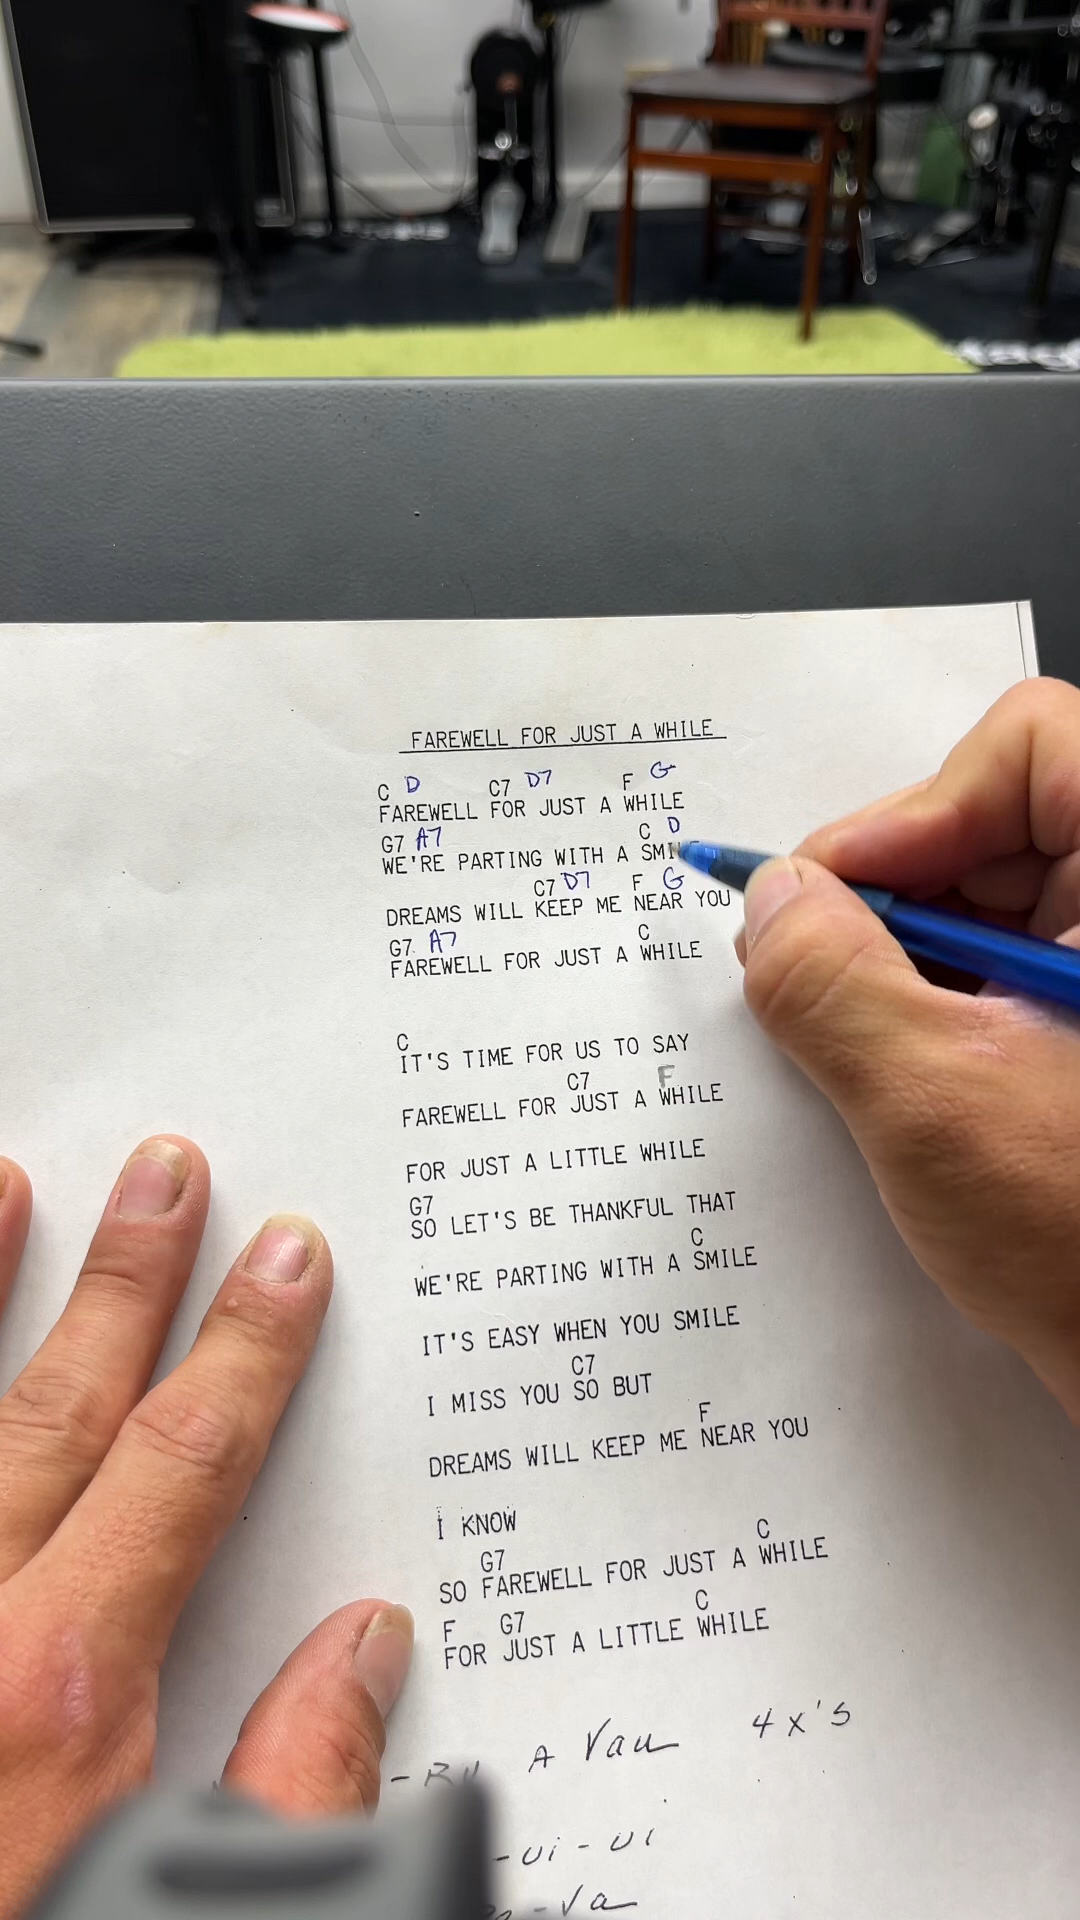 FAREWELL FOR JUST A WHILE
C D C7 D7 F G
FAREWELL FOR JUST A WHILE
G7 A7 C D
WE'RE PARTING WITH A SMILE
C7 D7 F G
DREAMS WILL KEEP ME NEAR YOU
G7 A7 C
FAREWELL FOR JUST A WHILE
C
IT'S TIME FOR US TO SAY
C7 F
FAREWELL FOR JUST A WHILE
FOR JUST A LITTLE WHILE
G7
SO LET'S BE THANKFUL THAT
C
WE'RE PARTING WITH A SMILE
IT'S EASY WHEN YOU SMILE
C7
I MISS YOU SO BUT
F
DREAMS WILL KEEP ME NEAR YOU
I KNOW
G7 C
SO FAREWELL FOR JUST A WHILE
F G7 C
FOR JUST A LITTLE WHILE
A Vau 4 x's
-ui-ui
-Va